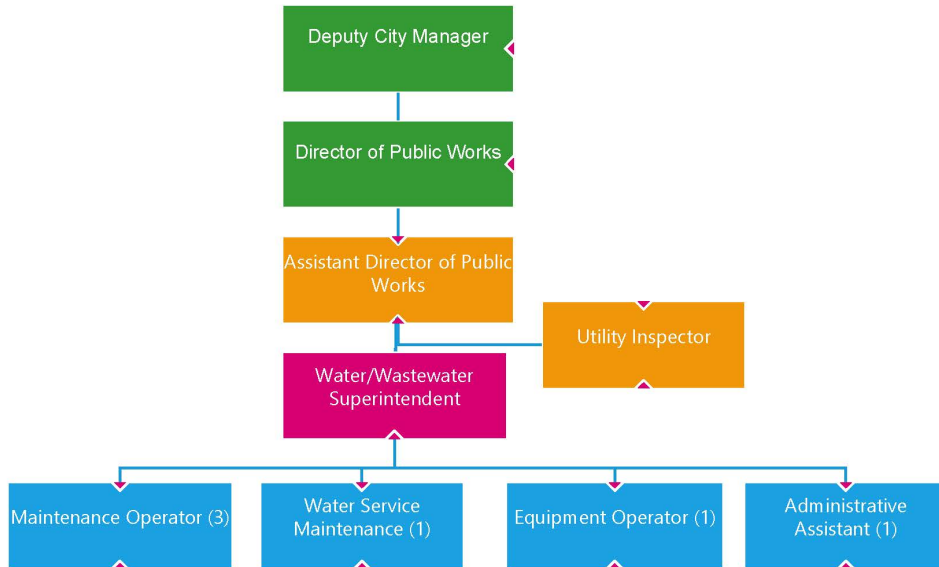 Deputy City Manager
Director of Public Works
Assistant Director of Public
Works
Utility Inspector
Water/Wastewater
Superintendent
Maintenance Operator (3)
Water Service
Maintenance (1)
Equipment Operator (1)
Administrative
Assistant (1)